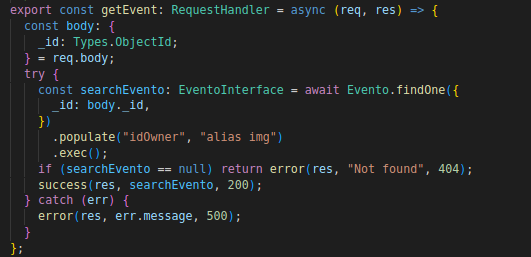 export const getEvent: RequestHandler = async (req, res) => {
  const body: {
    _id: Types.ObjectId;
  } = req.body;
  try {
    const searchEvento: EventoInterface = await Evento.findOne({
      _id: body._id,
    })
      .populate("idOwner", "alias img")
      .exec();
    if (searchEvento == null) return error(res, "Not found", 404);
    success(res, searchEvento, 200);
  } catch (err) {
    error(res, err.message, 500);
  }
};